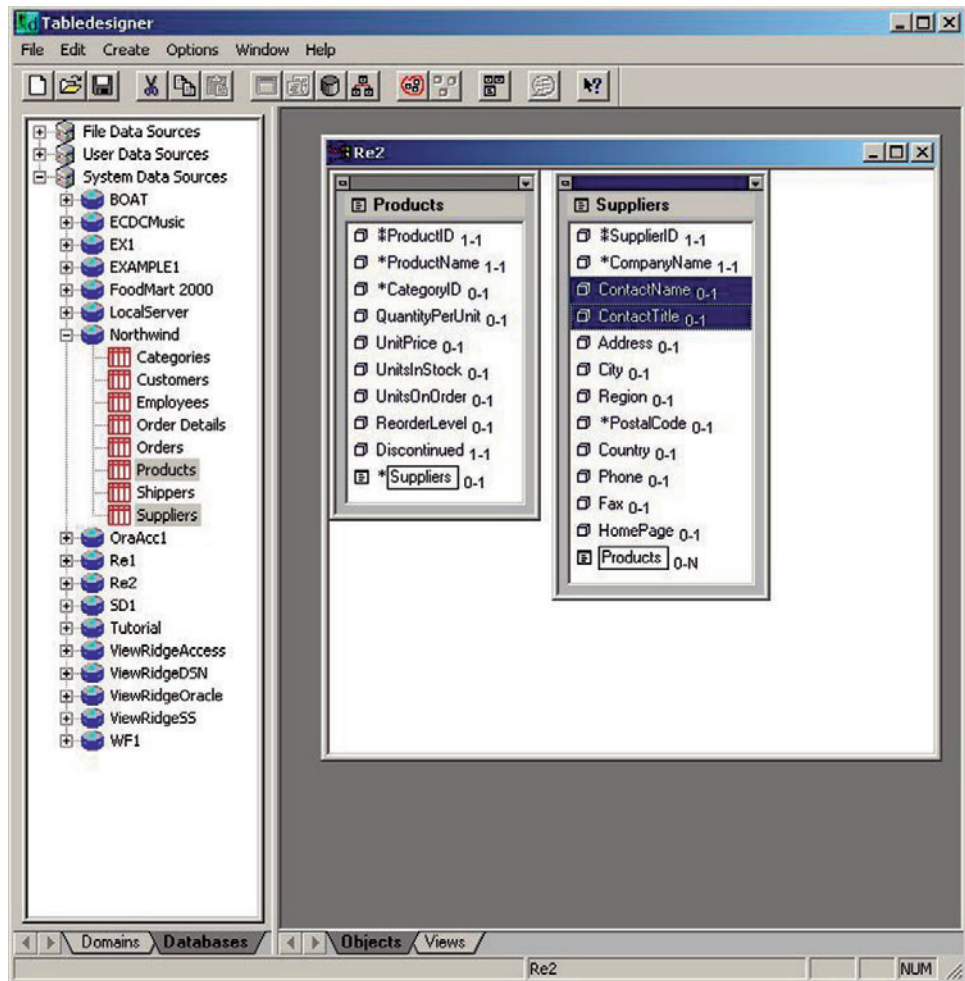 Tabledesigner
File Edit Create Options Window Help
File Data Sources
User Data Sources
System Data Sources
BOAT
ECDCMusic
EX1
EXAMPLE1
FoodMart 2000
LocalServer
Northwind
Categories
Customers
Employees
Order Details
Orders
Products
Shippers
Suppliers
OraAcc1
Re1
Re2
SD1
Tutorial
ViewRidgeAccess
ViewRidgeDSN
ViewRidgeOracle
ViewRidgeSS
WF1
Domains Databases
Re2
Products
‡ProductID 1-1
*ProductName 1-1
*CategoryID 0-1
QuantityPerUnit 0-1
UnitPrice 0-1
UnitsInStock 0-1
UnitsOnOrder 0-1
ReorderLevel 0-1
Discontinued 1-1
*Suppliers 0-1
Suppliers
‡SupplierID 1-1
*CompanyName 1-1
ContactName 0-1
ContactTitle 0-1
Address 0-1
City 0-1
Region 0-1
*PostalCode 0-1
Country 0-1
Phone 0-1
Fax 0-1
HomePage 0-1
Products 0-N
Objects Views
Re2 NUM